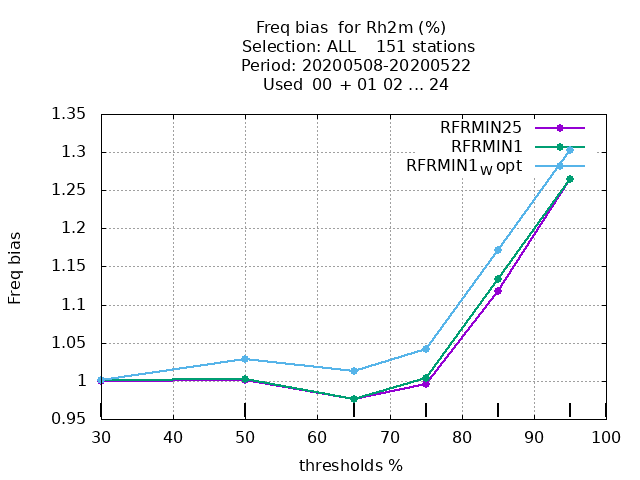 Freq bias  for Rh2m (%)
Selection: ALL    151 stations
Period: 20200508-20200522
Used  00 + 01 02 ... 24
RFRMIN25
RFRMIN1
RFRMIN1W opt
1.35
1.3
1.25
1.2
1.15
1.1
1.05
1
0.95
Freq bias
30 40 50 60 70 80 90 100
thresholds %